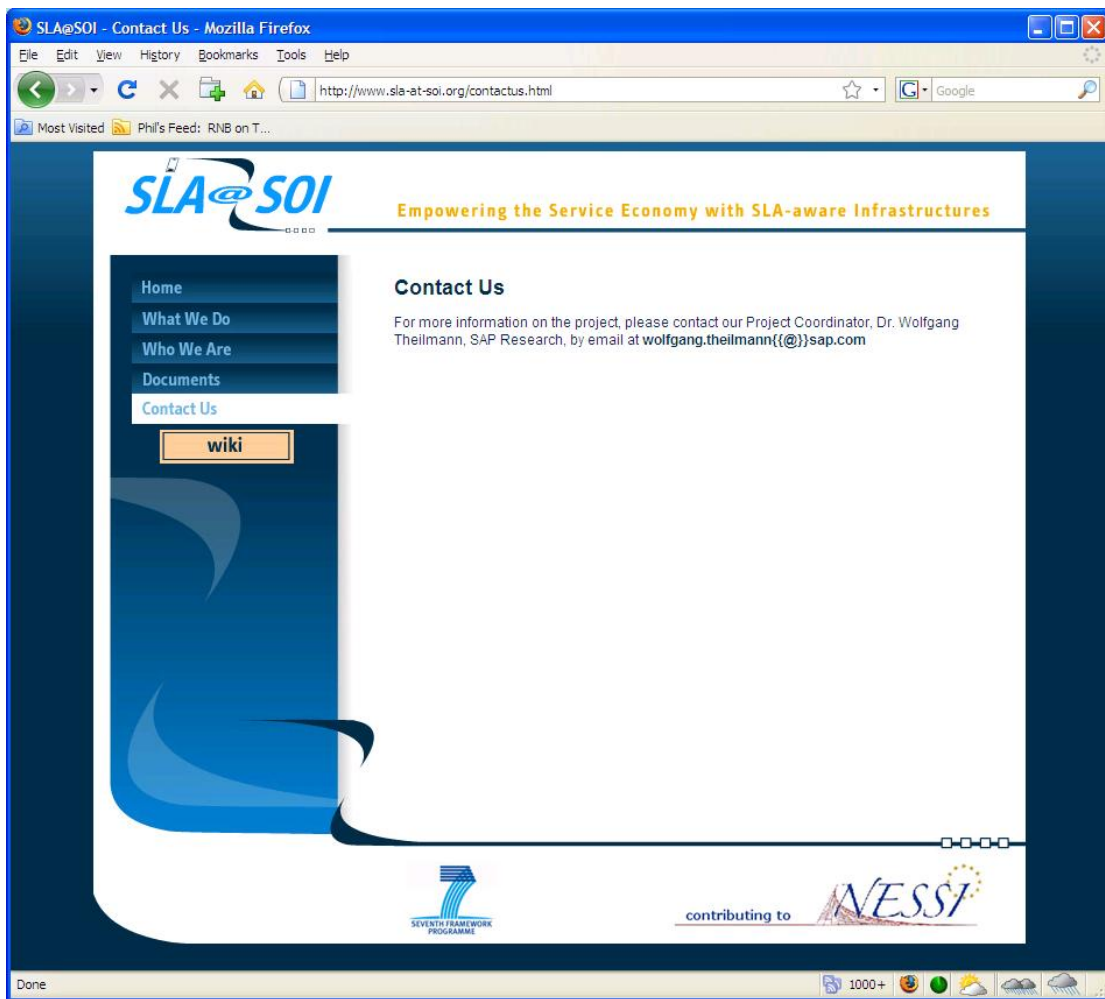 SLA@SOI - Contact Us - Mozilla Firefox
File Edit View History Bookmarks Tools Help
http://www.sla-at-soi.org/contactus.html
G Google
Most Visited Phil's Feed: RNB on T...
SLA@SOI
Empowering the Service Economy with SLA-aware Infrastructures
Home
What We Do
Who We Are
Documents
Contact Us
wiki
Contact Us
For more information on the project, please contact our Project Coordinator, Dr. Wolfgang
Theilmann, SAP Research, by email at wolfgang.theilmann{{@}}sap.com
7
SEVENTH FRAMEWORK
PROGRAMME
contributing to NESSI
Done
1000+